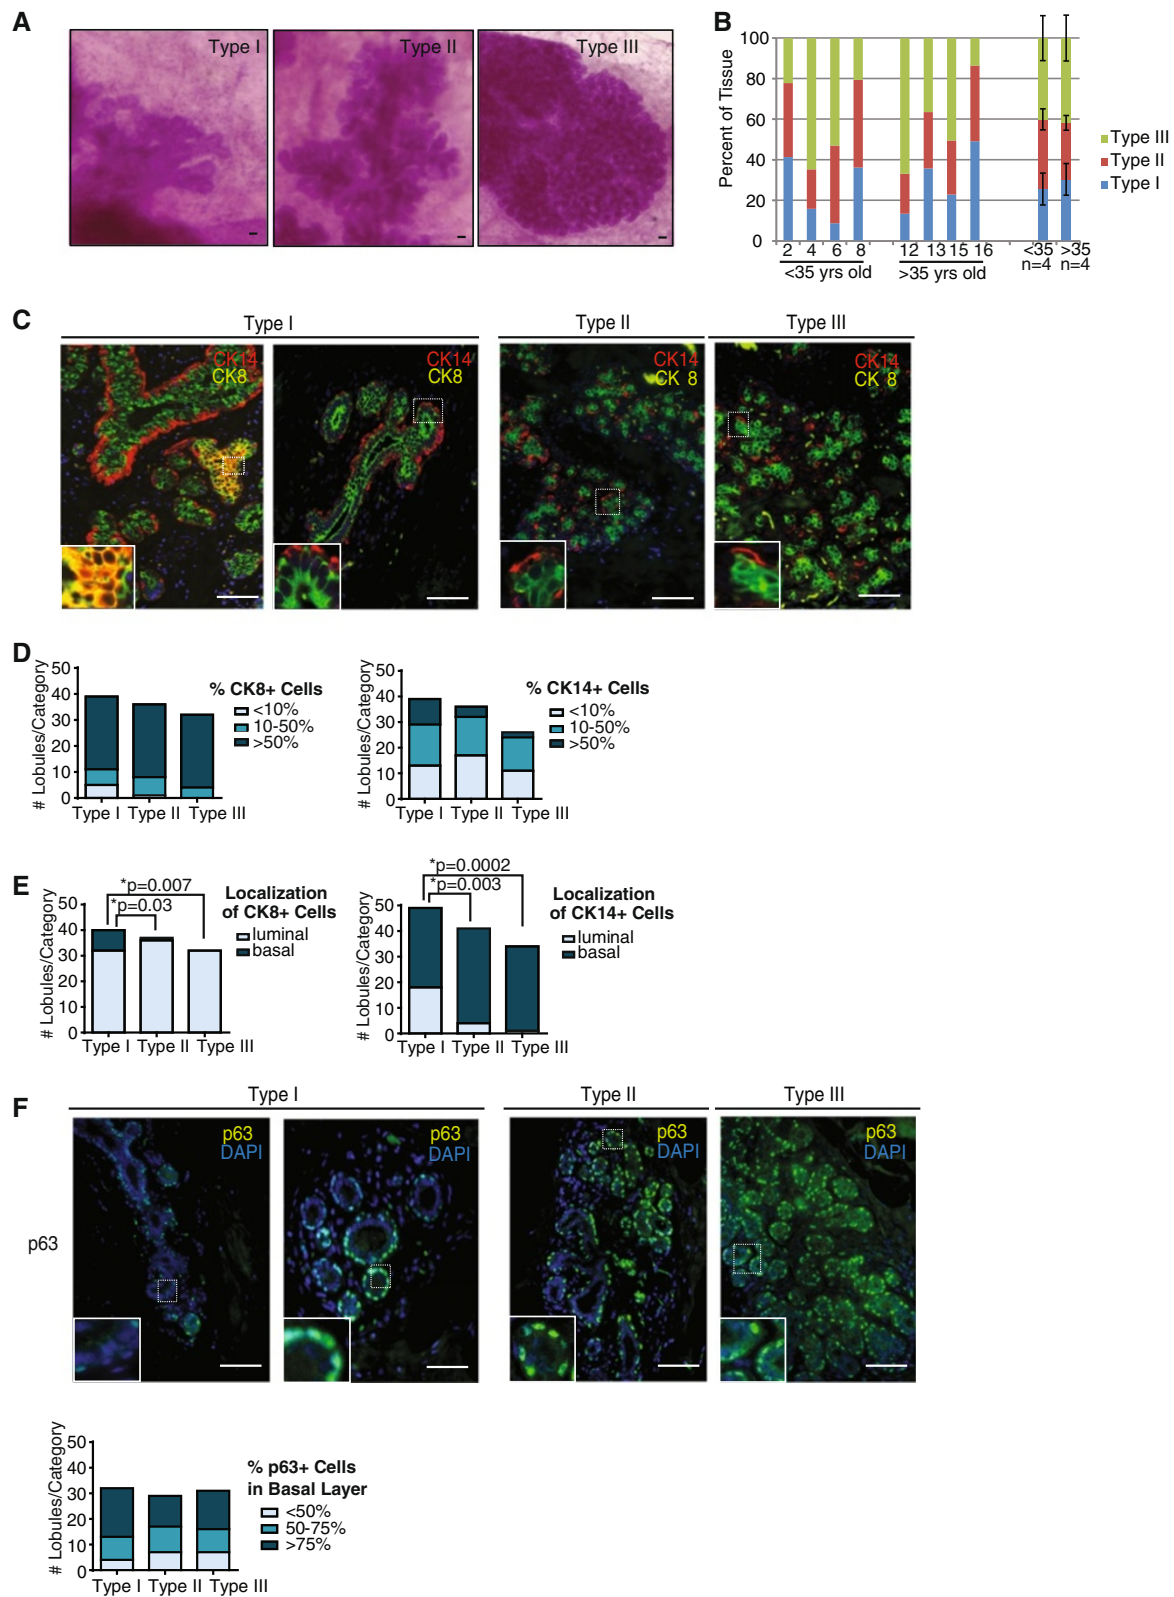 A
Type I
Type II
Type III
B
Percent of Tissue
100
80
60
40
20
0
2 4 6 8 12 13 15 16 <35 >35
n=4 n=4
<35 yrs old >35 yrs old
Type III
Type II
Type I
C
Type I Type II Type III
CK14
CK8
CK14
CK8
CK14
CK 8
CK14
CK 8
D
# Lobules/Category
50
40
30
20
10
0
Type I Type II Type III
% CK8+ Cells
<10%
10-50%
>50%
# Lobules/Category
50
40
30
20
10
0
Type I Type II Type III
% CK14+ Cells
<10%
10-50%
>50%
E
# Lobules/Category
50
40
30
20
10
0
*p=0.007
*p=0.03
Type I Type II Type III
Localization
of CK8+ Cells
luminal
basal
# Lobules/Category
50
40
30
20
10
0
*p=0.0002
*p=0.003
Type I Type II Type III
Localization
of CK14+ Cells
luminal
basal
F
Type I Type II Type III
p63
p63
DAPI
p63
DAPI
p63
DAPI
p63
DAPI
# Lobules/Category
50
40
30
20
10
0
Type I Type II Type III
% p63+ Cells
in Basal Layer
<50%
50-75%
>75%